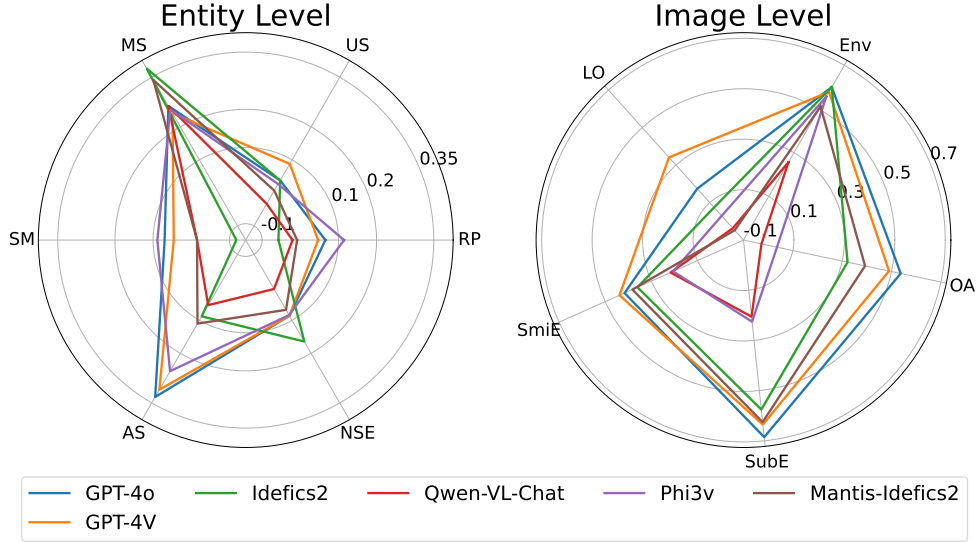 Entity Level
Image Level
MS
US
SM
RP
AS
NSE
-0.1
0.1
0.2
0.35
LO
Env
OA
SmiE
SubE
-0.1
0.1
0.3
0.5
0.7
GPT-4o
Idefics2
Qwen-VL-Chat
Phi3v
Mantis-Idefics2
GPT-4V